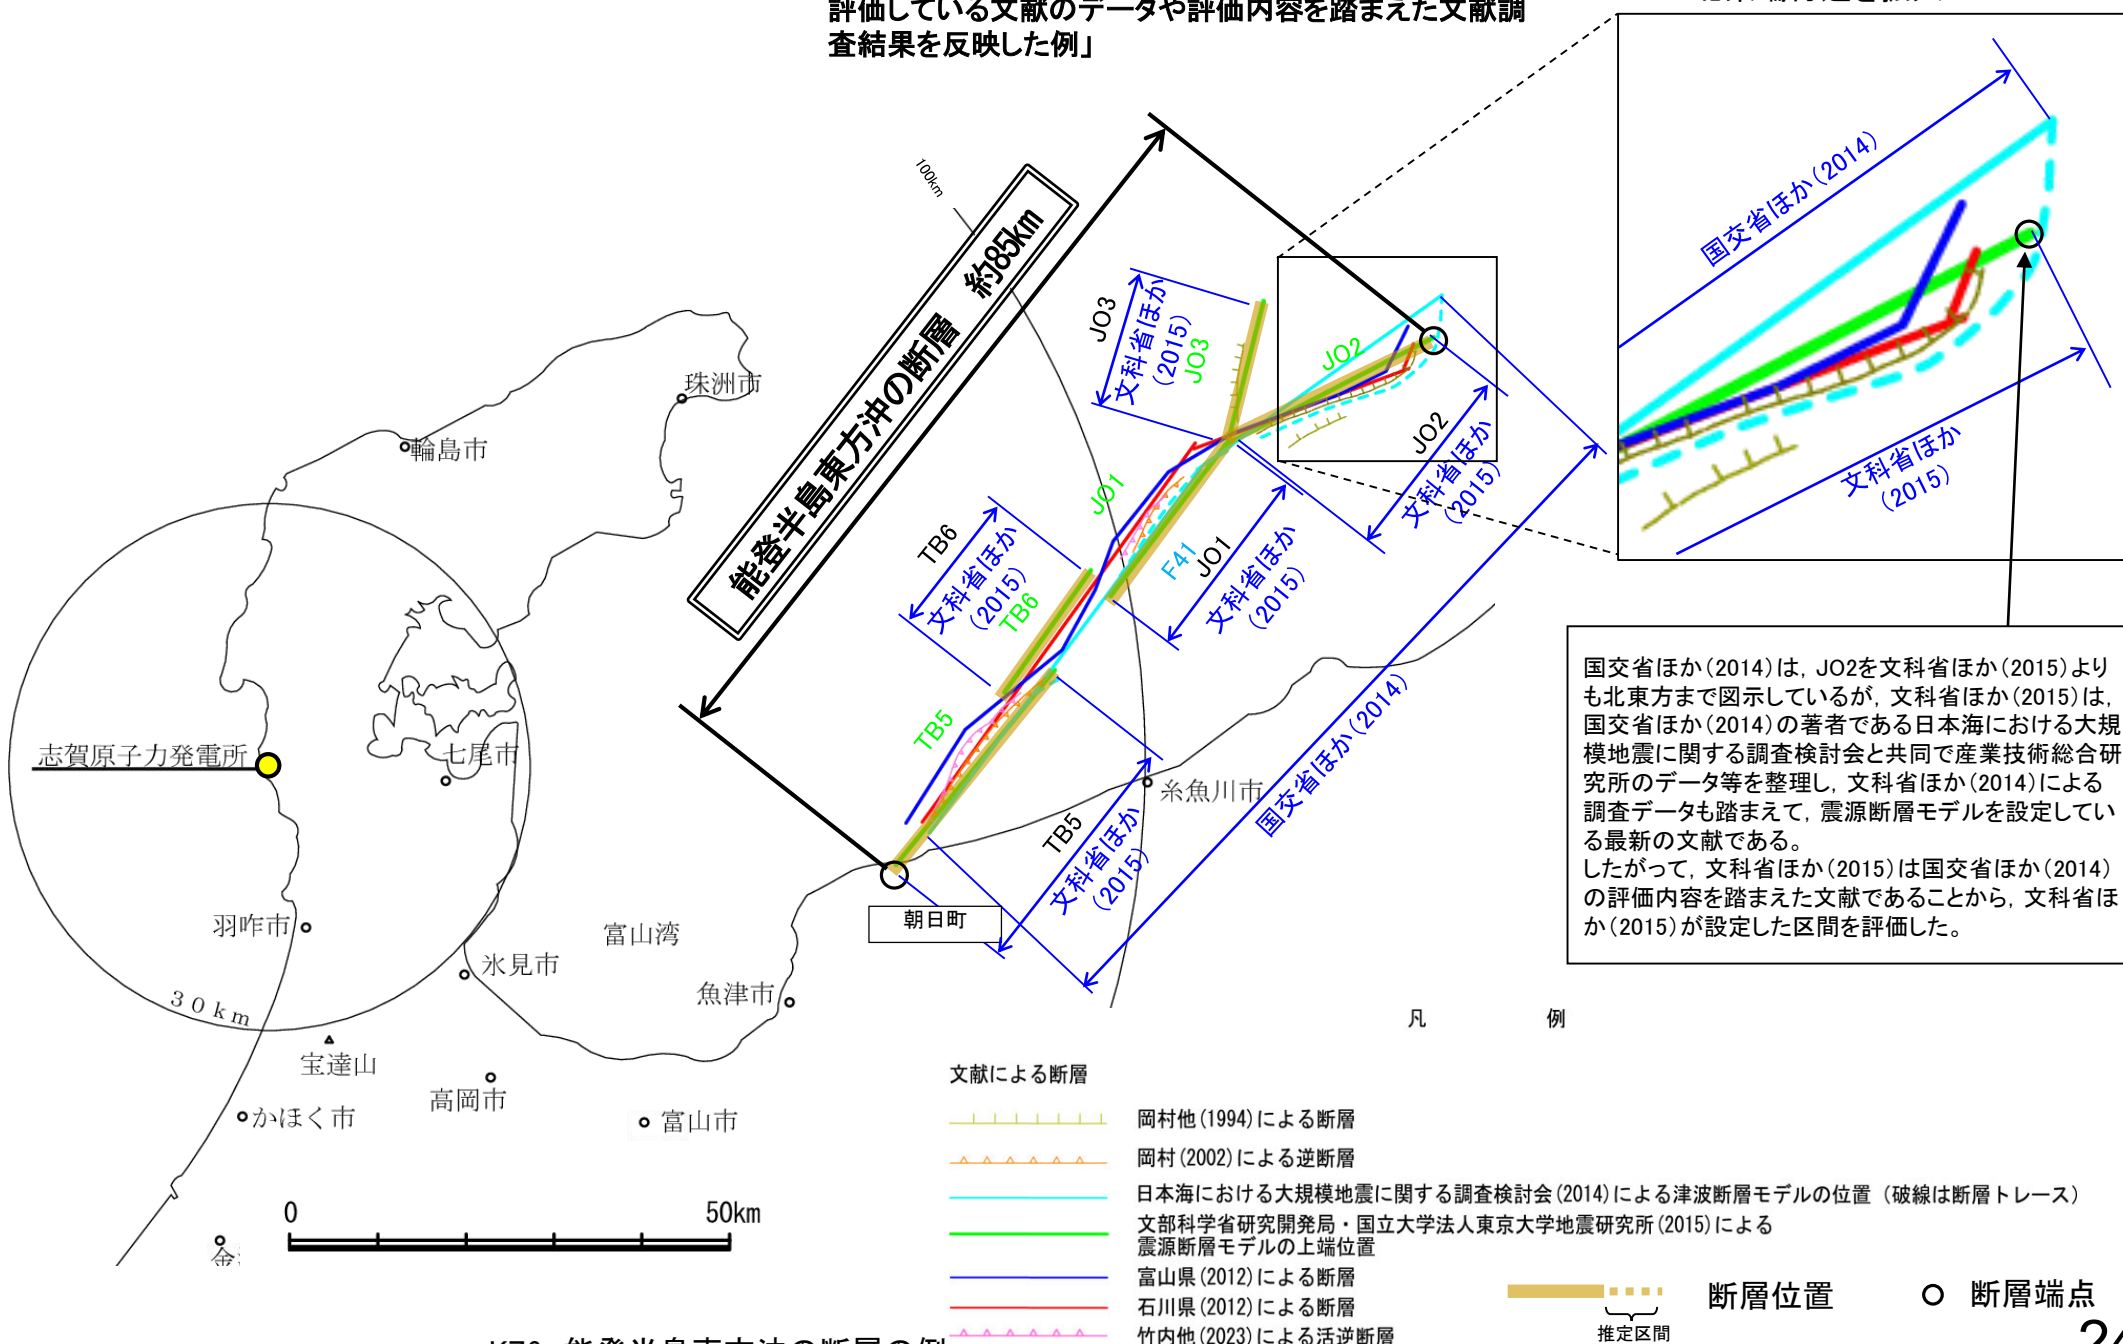 評価している文献のデータや評価内容を踏まえた文献調
査結果を反映した例」
国交省ほか(2014)
文科省ほか
(2015)
100km
能登半島東方沖の断層　約85km
JO3
文科省ほか
(2015)
JO3
JO2
JO2
文科省ほか
(2015)
JO1
F41
JO1
文科省ほか
(2015)
TB6
文科省ほか
(2015)
TB6
TB5
TB5
文科省ほか
(2015)
国交省ほか(2014)
珠洲市
輪島市
志賀原子力発電所
七尾市
糸魚川市
朝日町
羽咋市
氷見市
富山湾
魚津市
30km
宝達山
高岡市
かほく市
富山市
0
50km
国交省ほか(2014)は，JO2を文科省ほか(2015)より
も北東方まで図示しているが，文科省ほか(2015)は，
国交省ほか(2014)の著者である日本海における大規
模地震に関する調査検討会と共同で産業技術総合研
究所のデータ等を整理し，文科省ほか(2014)による
調査データも踏まえて，震源断層モデルを設定してい
る最新の文献である。
したがって，文科省ほか(2015)は国交省ほか(2014)
の評価内容を踏まえた文献であることから，文科省ほ
か(2015)が設定した区間を評価した。
凡　例
文献による断層
岡村他(1994)による断層
岡村(2002)による逆断層
日本海における大規模地震に関する調査検討会(2014)による津波断層モデルの位置（破線は断層トレース）
文部科学省研究開発局・国立大学法人東京大学地震研究所(2015)による
震源断層モデルの上端位置
富山県(2012)による断層
石川県(2012)による断層
竹内他(2023)による活逆断層
断層位置
断層端点
推定区間